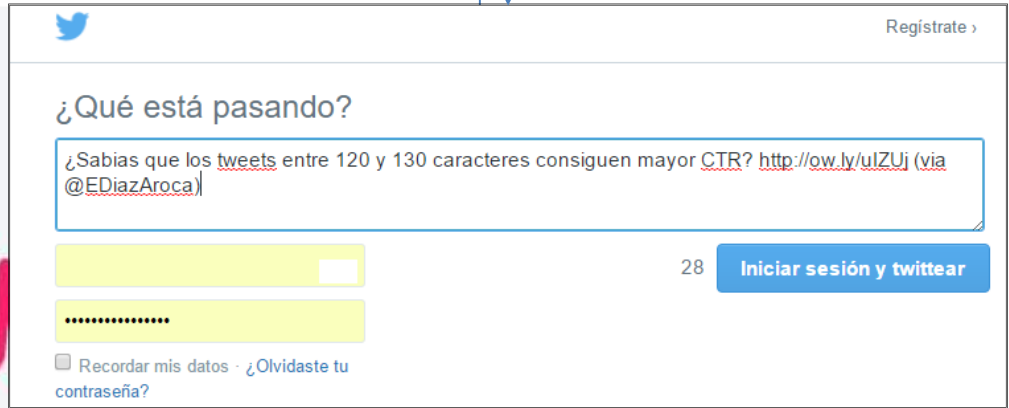 Regístrate ›
¿Qué está pasando?
¿Sabias que los tweets entre 120 y 130 caracteres consiguen mayor CTR? http://ow.ly/uIZUj (via
@EDiazAroca)
28 Iniciar sesión y twittear
••••••••••••••••
Recordar mis datos · ¿Olvidaste tu
contraseña?